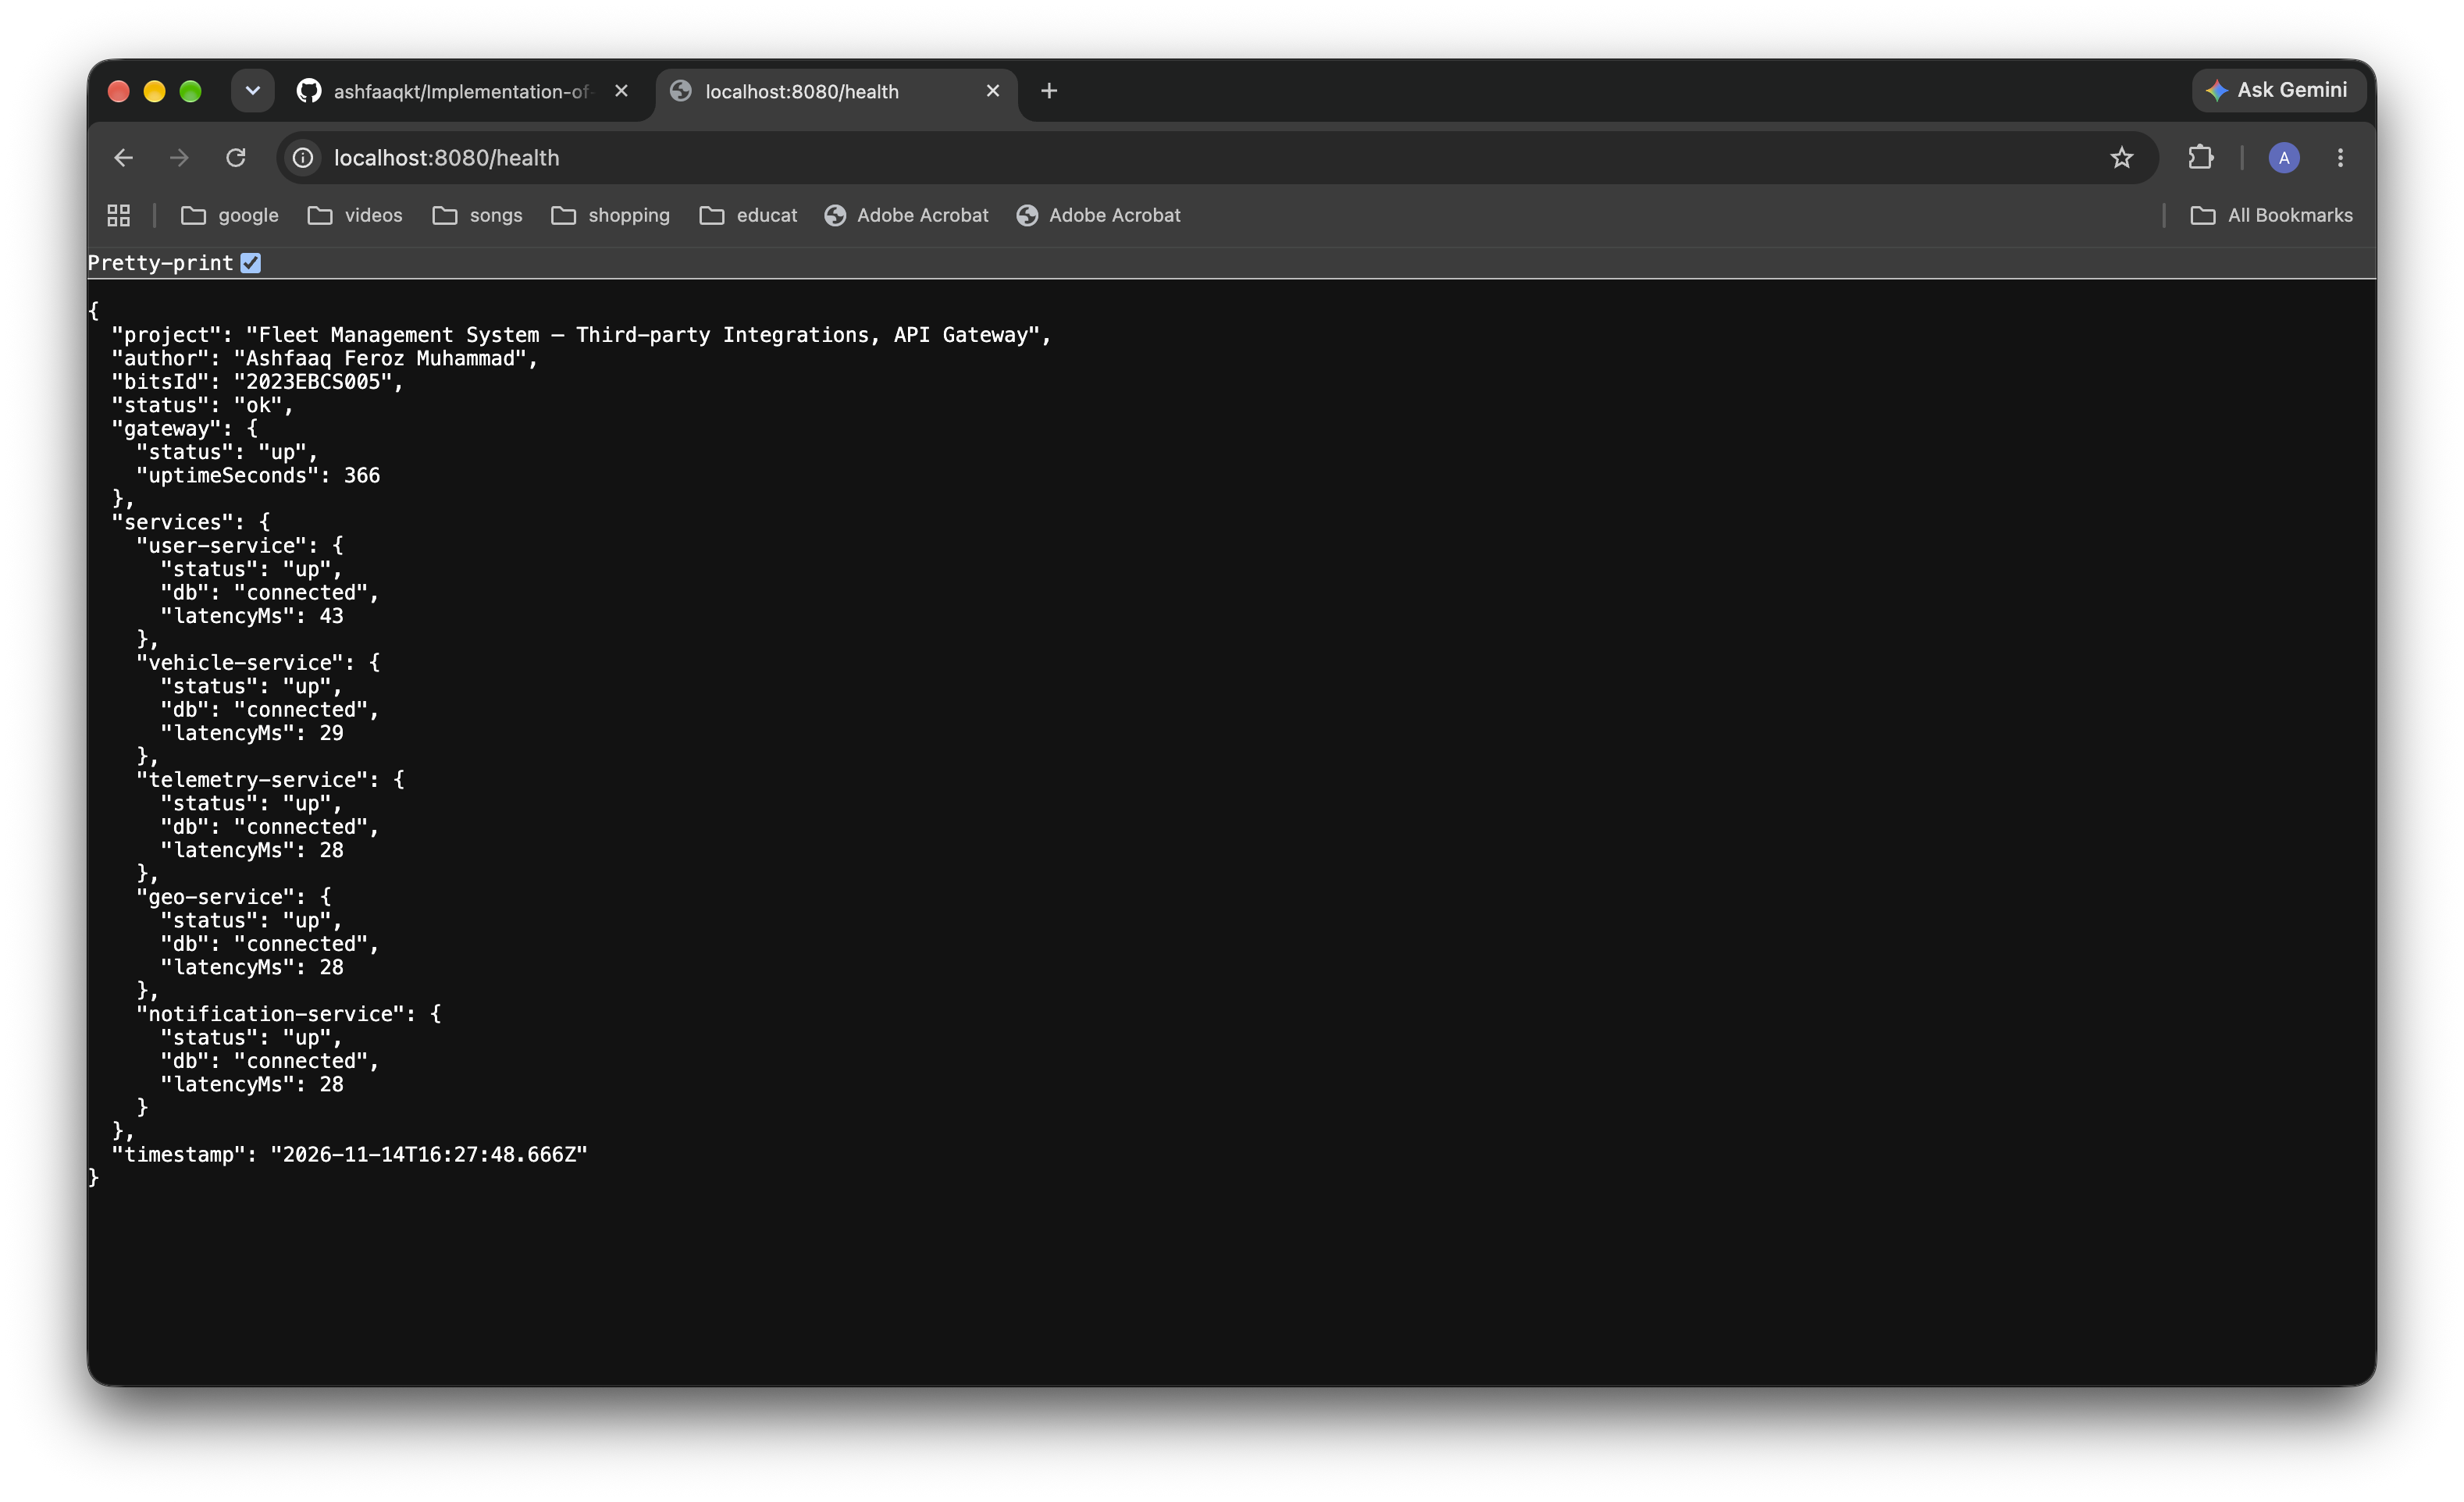 ashfaaqkt/Implementation-of-
localhost:8080/health
Ask Gemini
localhost:8080/health
A
google
videos
songs
shopping
educat
Adobe Acrobat
Adobe Acrobat
All Bookmarks
Pretty-print
{
  "project": "Fleet Management System — Third-party Integrations, API Gateway",
  "author": "Ashfaaq Feroz Muhammad",
  "bitsId": "2023EBCS005",
  "status": "ok",
  "gateway": {
    "status": "up",
    "uptimeSeconds": 366
  },
  "services": {
    "user-service": {
      "status": "up",
      "db": "connected",
      "latencyMs": 43
    },
    "vehicle-service": {
      "status": "up",
      "db": "connected",
      "latencyMs": 29
    },
    "telemetry-service": {
      "status": "up",
      "db": "connected",
      "latencyMs": 28
    },
    "geo-service": {
      "status": "up",
      "db": "connected",
      "latencyMs": 28
    },
    "notification-service": {
      "status": "up",
      "db": "connected",
      "latencyMs": 28
    }
  },
  "timestamp": "2026-11-14T16:27:48.666Z"
}